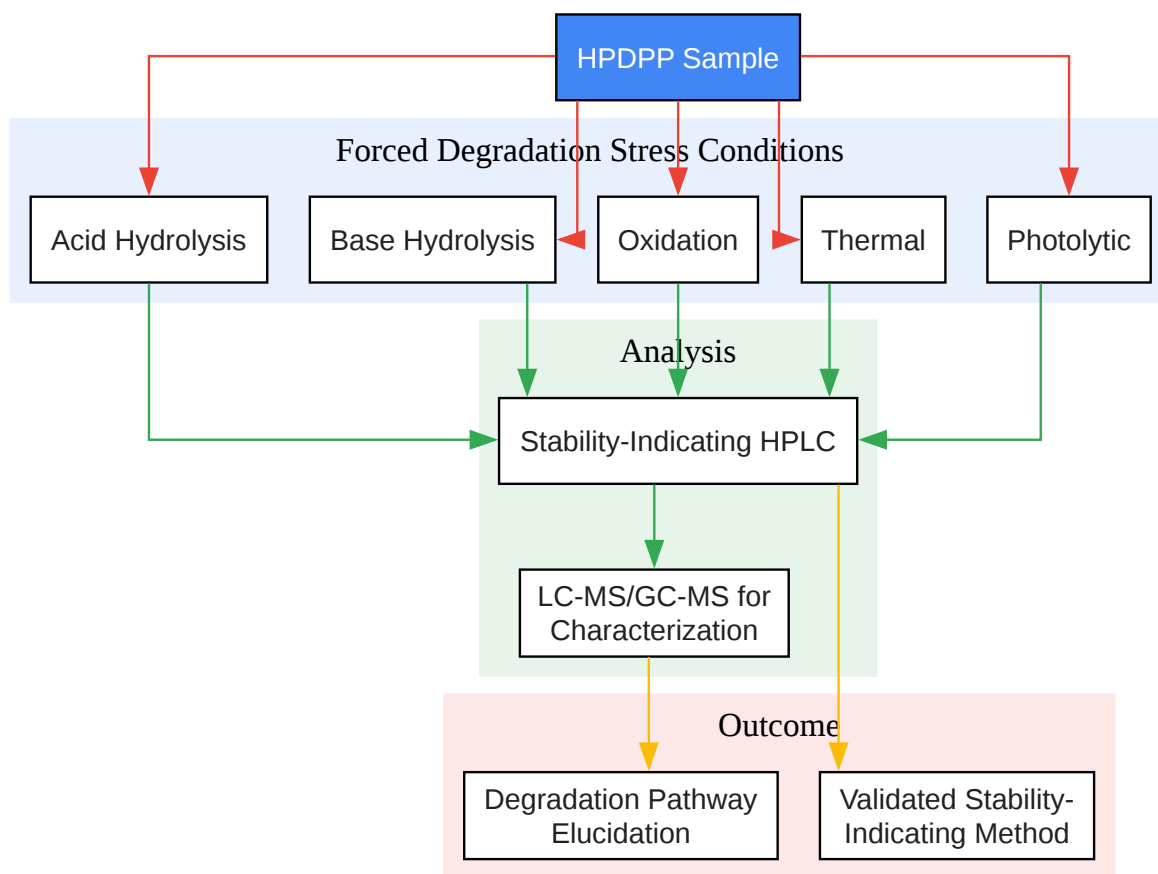 HPDPP Sample
Forced Degradation Stress Conditions
Acid Hydrolysis
Base Hydrolysis
Oxidation
Thermal
Photolytic
Analysis
Stability-Indicating HPLC
LC-MS/GC-MS for
Characterization
Outcome
Degradation Pathway
Elucidation
Validated Stability-
Indicating Method